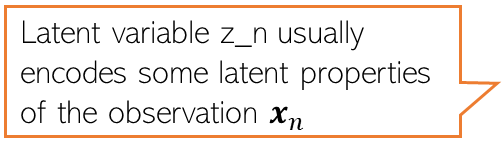 Latent variable z_n usually
encodes some latent properties
of the observation 𝒙ₙ